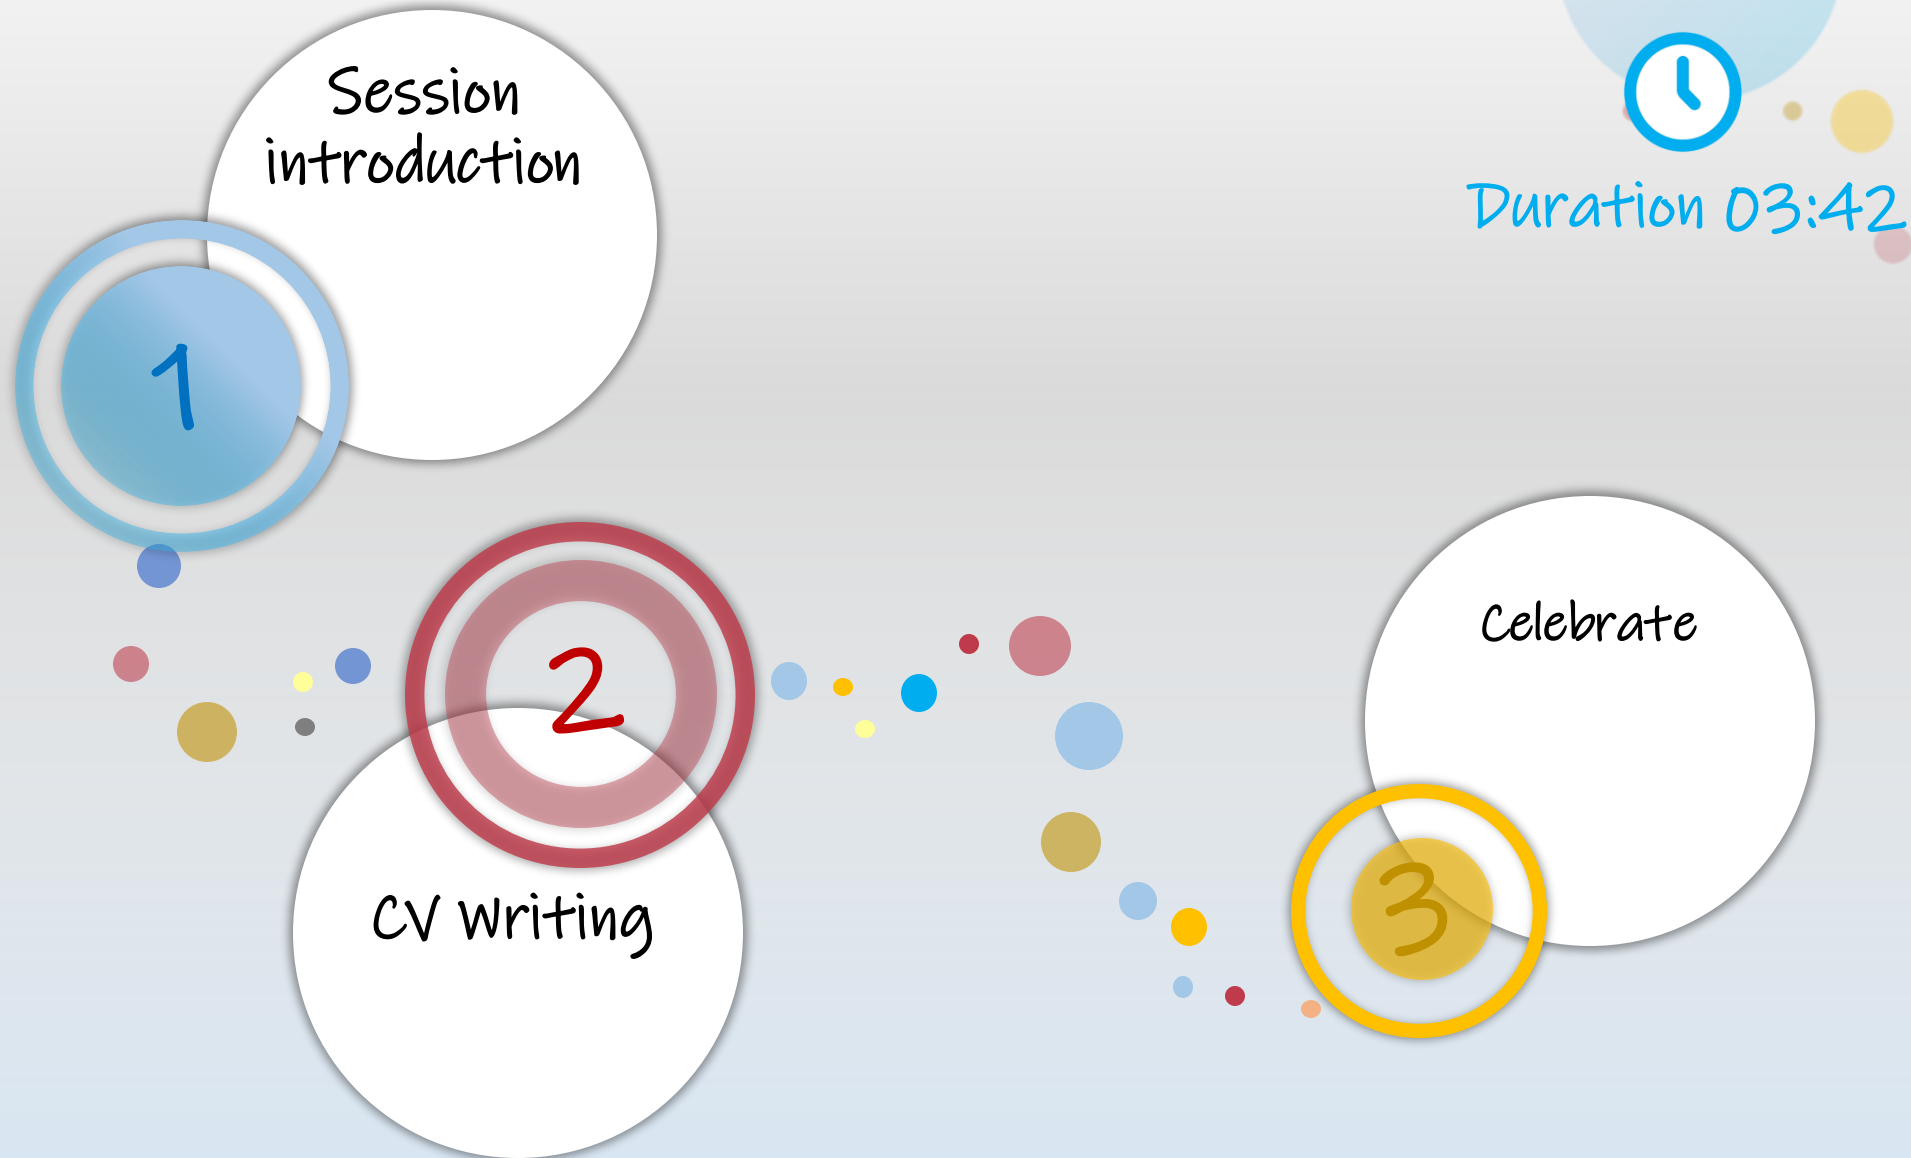 Session
introduction
Duration 03:42
1
2
CV Writing
Celebrate
3